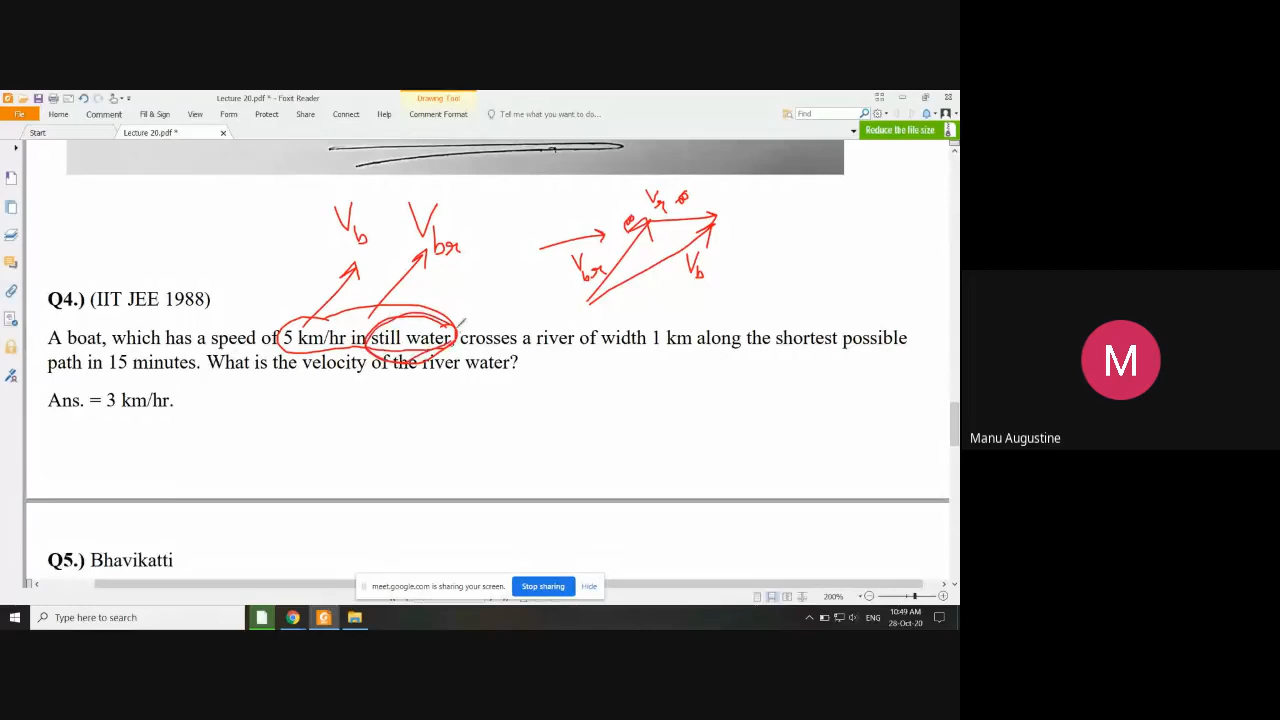 Lecture 20.pdf * - Foxit Reader
Drawing Tool
File Home Comment Fill & Sign View Form Protect Share Connect Help Comment Format Tell me what you want to do... Find
Start Lecture 20.pdf * Reduce the file size
Vb Vbr Vr
Vbr Vb
Q4.) (IIT JEE 1988)
A boat, which has a speed of 5 km/hr in still water, crosses a river of width 1 km along the shortest possible
path in 15 minutes. What is the velocity of the river water?
Ans. = 3 km/hr.
M
Manu Augustine
Q5.) Bhavikatti
meet.google.com is sharing your screen. Stop sharing Hide
200%
Type here to search
ENG 10:49 AM
28-Oct-20